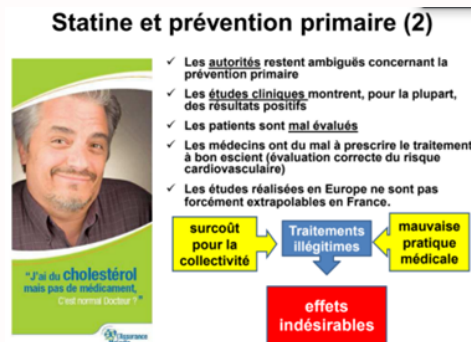 Statine et prévention primaire (2)
✓ Les autorités restent ambiguës concernant la
prévention primaire
✓ Les études cliniques montrent, pour la plupart,
des résultats positifs
✓ Les patients sont mal évalués
✓ Les médecins ont du mal à prescrire le traitement
à bon escient (évaluation correcte du risque
cardiovasculaire)
✓ Les études réalisées en Europe ne sont pas
forcément extrapolables en France.
surcoût
pour la
collectivité
Traitements
illégitimes
mauvaise
pratique
médicale
effets
indésirables
"J'ai du cholestérol
mais pas de médicament,
C'est normal Docteur ?"
l'Assurance